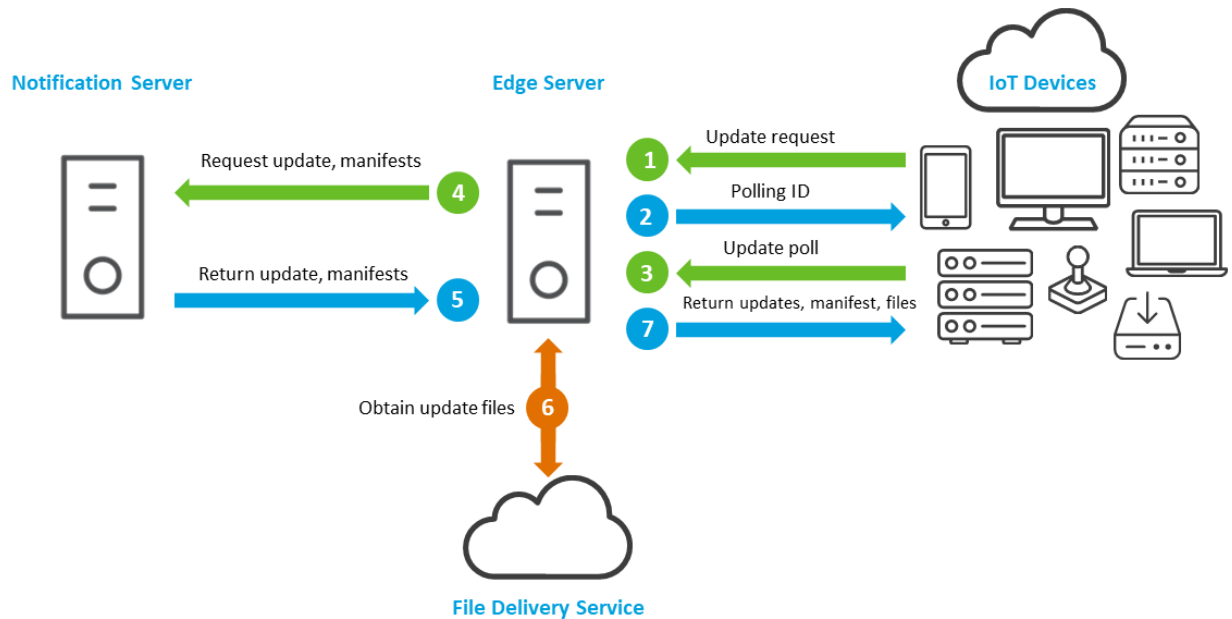 Notification Server
Edge Server
IoT Devices
Update request
1
Request update, manifests
4
Polling ID
2
Update poll
3
Return update, manifests
5
Return updates, manifest, files
7
Obtain update files
6
File Delivery Service